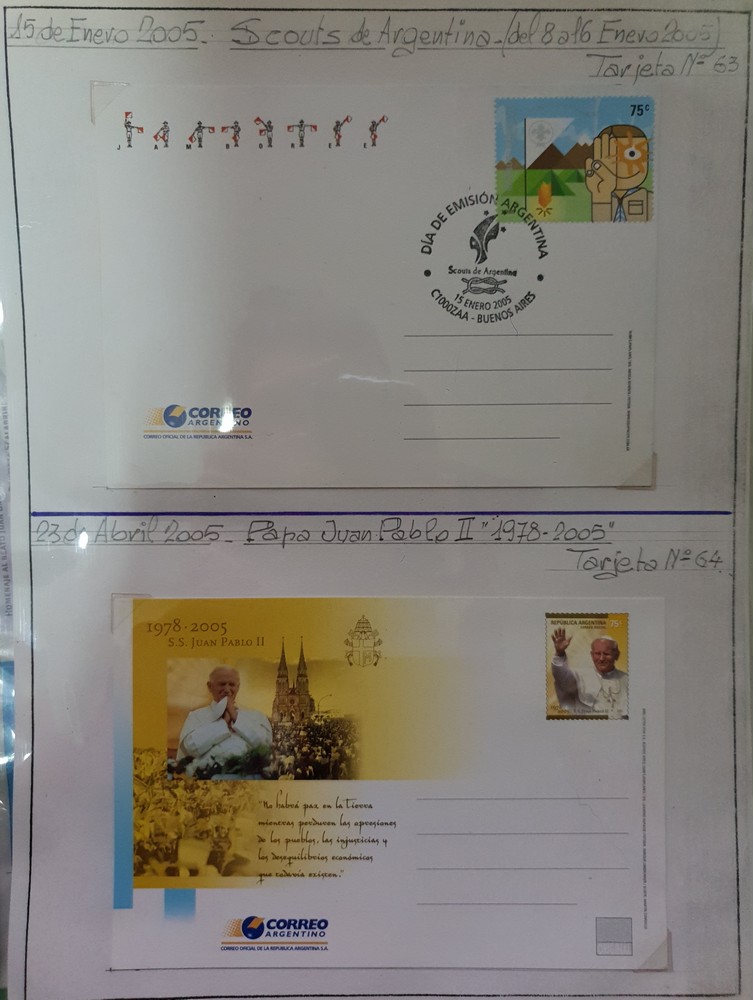 15 de Enero 2005. Scouts de Argentina - (del 8 al 16 Enero 2005)
Tarjeta Nº 63
J A M B O R E E
75c
DÍA DE EMISIÓN ARGENTINA
Scouts de Argentina
15 ENERO 2005
C1000ZAA - BUENOS AIRES
CORREO
ARGENTINO
CORREO OFICIAL DE LA REPUBLICA ARGENTINA S.A.
23 de Abril 2005 - Papa Juan Pablo II "1978-2005"
Tarjeta Nº 64
1978·2005
S.S. JUAN PABLO II
REPÚBLICA ARGENTINA
75c
"No habrá paz en la tierra
mientras perduren las opresiones
de los pueblos, las injusticias y
los desequilibrios económicos
que todavía existen."
CORREO
ARGENTINO
CORREO OFICIAL DE LA REPUBLICA ARGENTINA S.A.